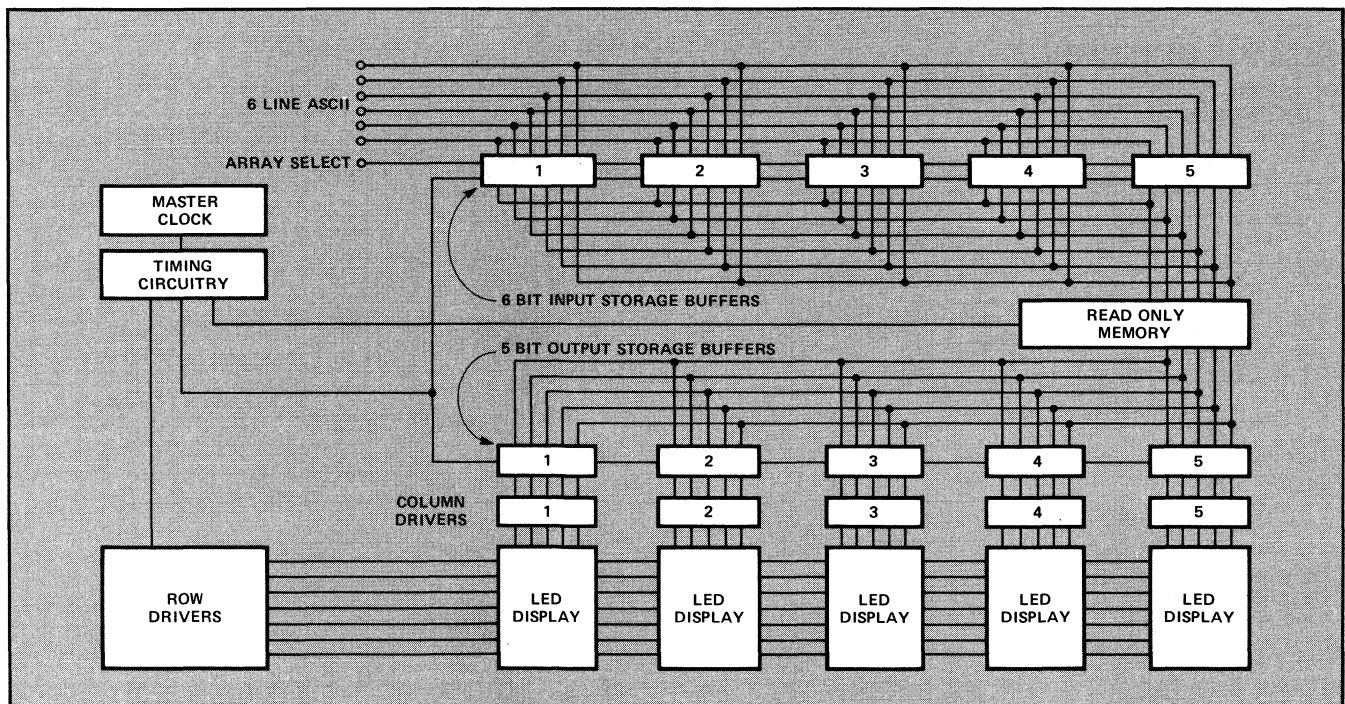 6 LINE ASCII
ARRAY SELECT
1 2 3 4 5
MASTER
CLOCK
TIMING
CIRCUITRY
6 BIT INPUT STORAGE BUFFERS
READ ONLY
MEMORY
5 BIT OUTPUT STORAGE BUFFERS
1 2 3 4 5
COLUMN
DRIVERS
1 2 3 4 5
ROW
DRIVERS
LED
DISPLAY
LED
DISPLAY
LED
DISPLAY
LED
DISPLAY
LED
DISPLAY